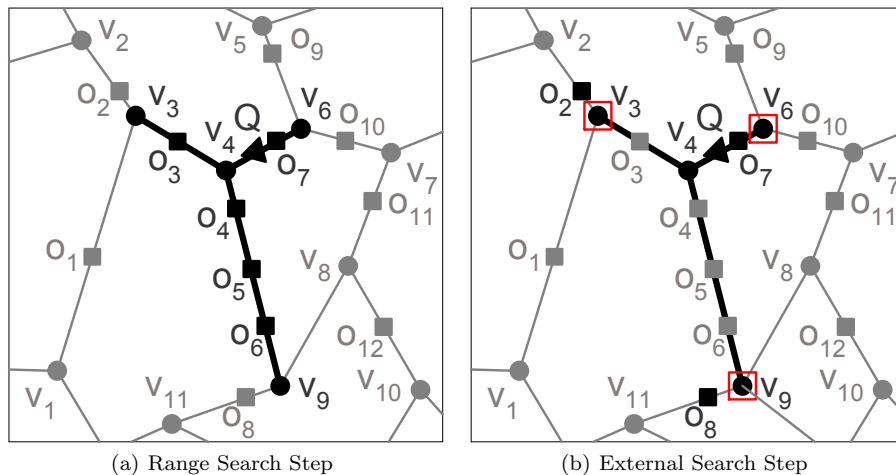 v2
v5
o9
o2
v3
v4
Q
v6
o10
o3
o7
v7
o4
o11
o1
o5
v8
o6
o12
v1
v11
v9
v10
o8
(a) Range Search Step
v2
v5
o9
o2
v3
v4
Q
v6
o10
o3
o7
v7
o4
o11
o1
o5
v8
o6
o12
v1
v11
v9
v10
o8
(b) External Search Step